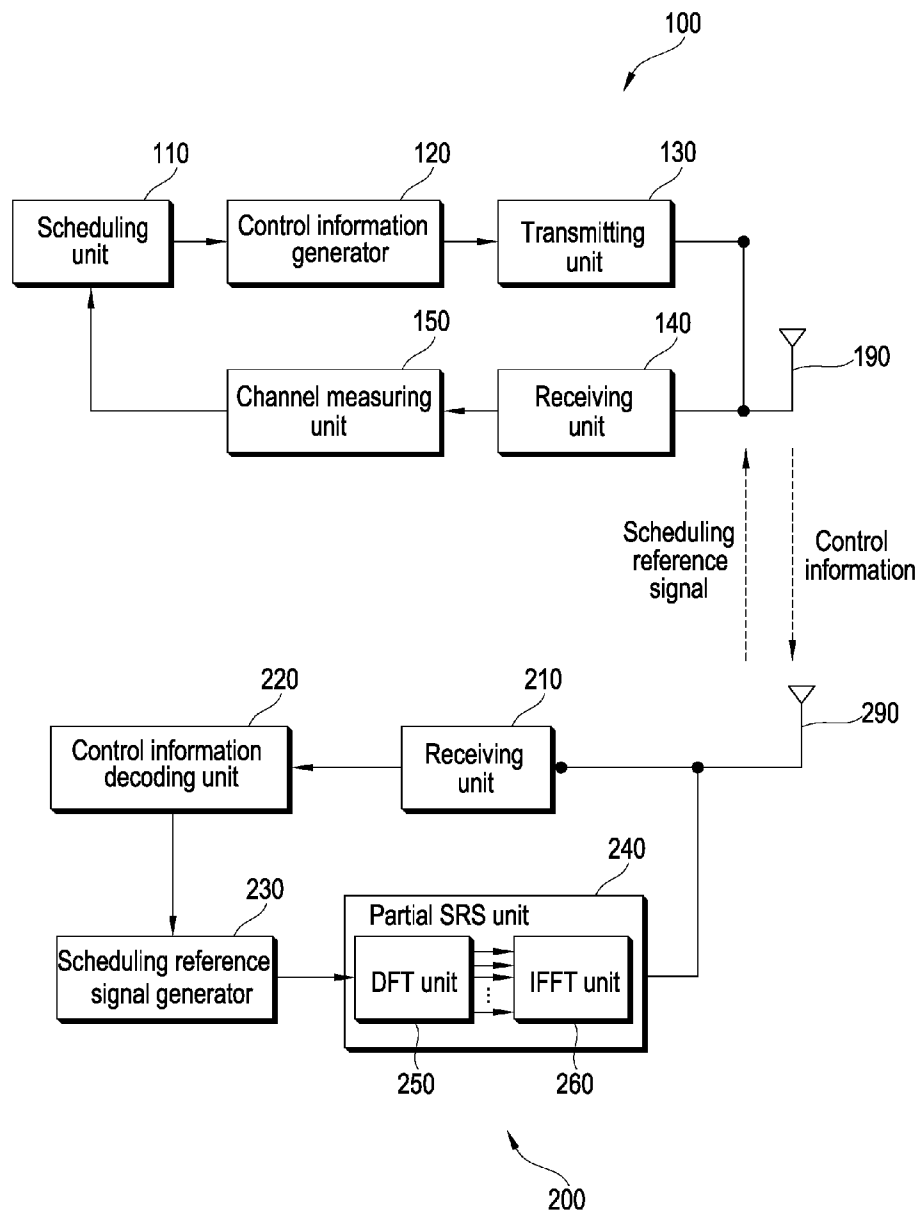 100
110
120
130
Scheduling
unit
Control information
generator
Transmitting
unit
150
140
190
Channel measuring
unit
Receiving
unit
Scheduling
reference
signal
Control
information
220
210
290
Control information
decoding unit
Receiving
unit
240
230
Partial SRS unit
Scheduling reference
signal generator
DFT unit
IFFT unit
250
260
200